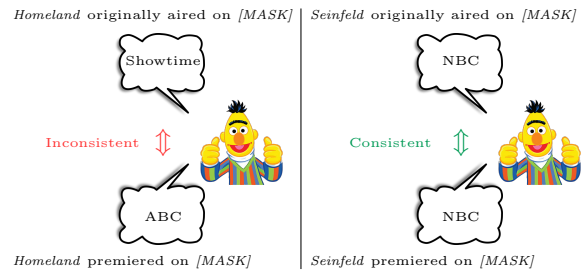 Homeland originally aired on [MASK]
Showtime
Inconsistent
ABC
Homeland premiered on [MASK]
Seinfeld originally aired on [MASK]
NBC
Consistent
NBC
Seinfeld premiered on [MASK]